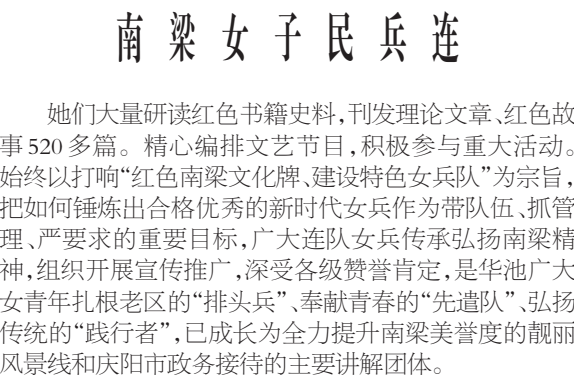 南梁女子民兵连
她们大量研读红色书籍史料,刊发理论文章、红色故
事520多篇。精心编排文艺节目,积极参与重大活动。
始终以打响“红色南梁文化牌、建设特色女兵队”为宗旨,
把如何锤炼出合格优秀的新时代女兵作为带队伍、抓管
理、严要求的重要目标,广大连队女兵传承弘扬南梁精
神,组织开展宣传推广,深受各级赞誉肯定,是华池广大
女青年扎根老区的“排头兵”、奉献青春的“先遣队”、弘扬
传统的“践行者”,已成长为全力提升南梁美誉度的靓丽
风景线和庆阳市政务接待的主要讲解团体。